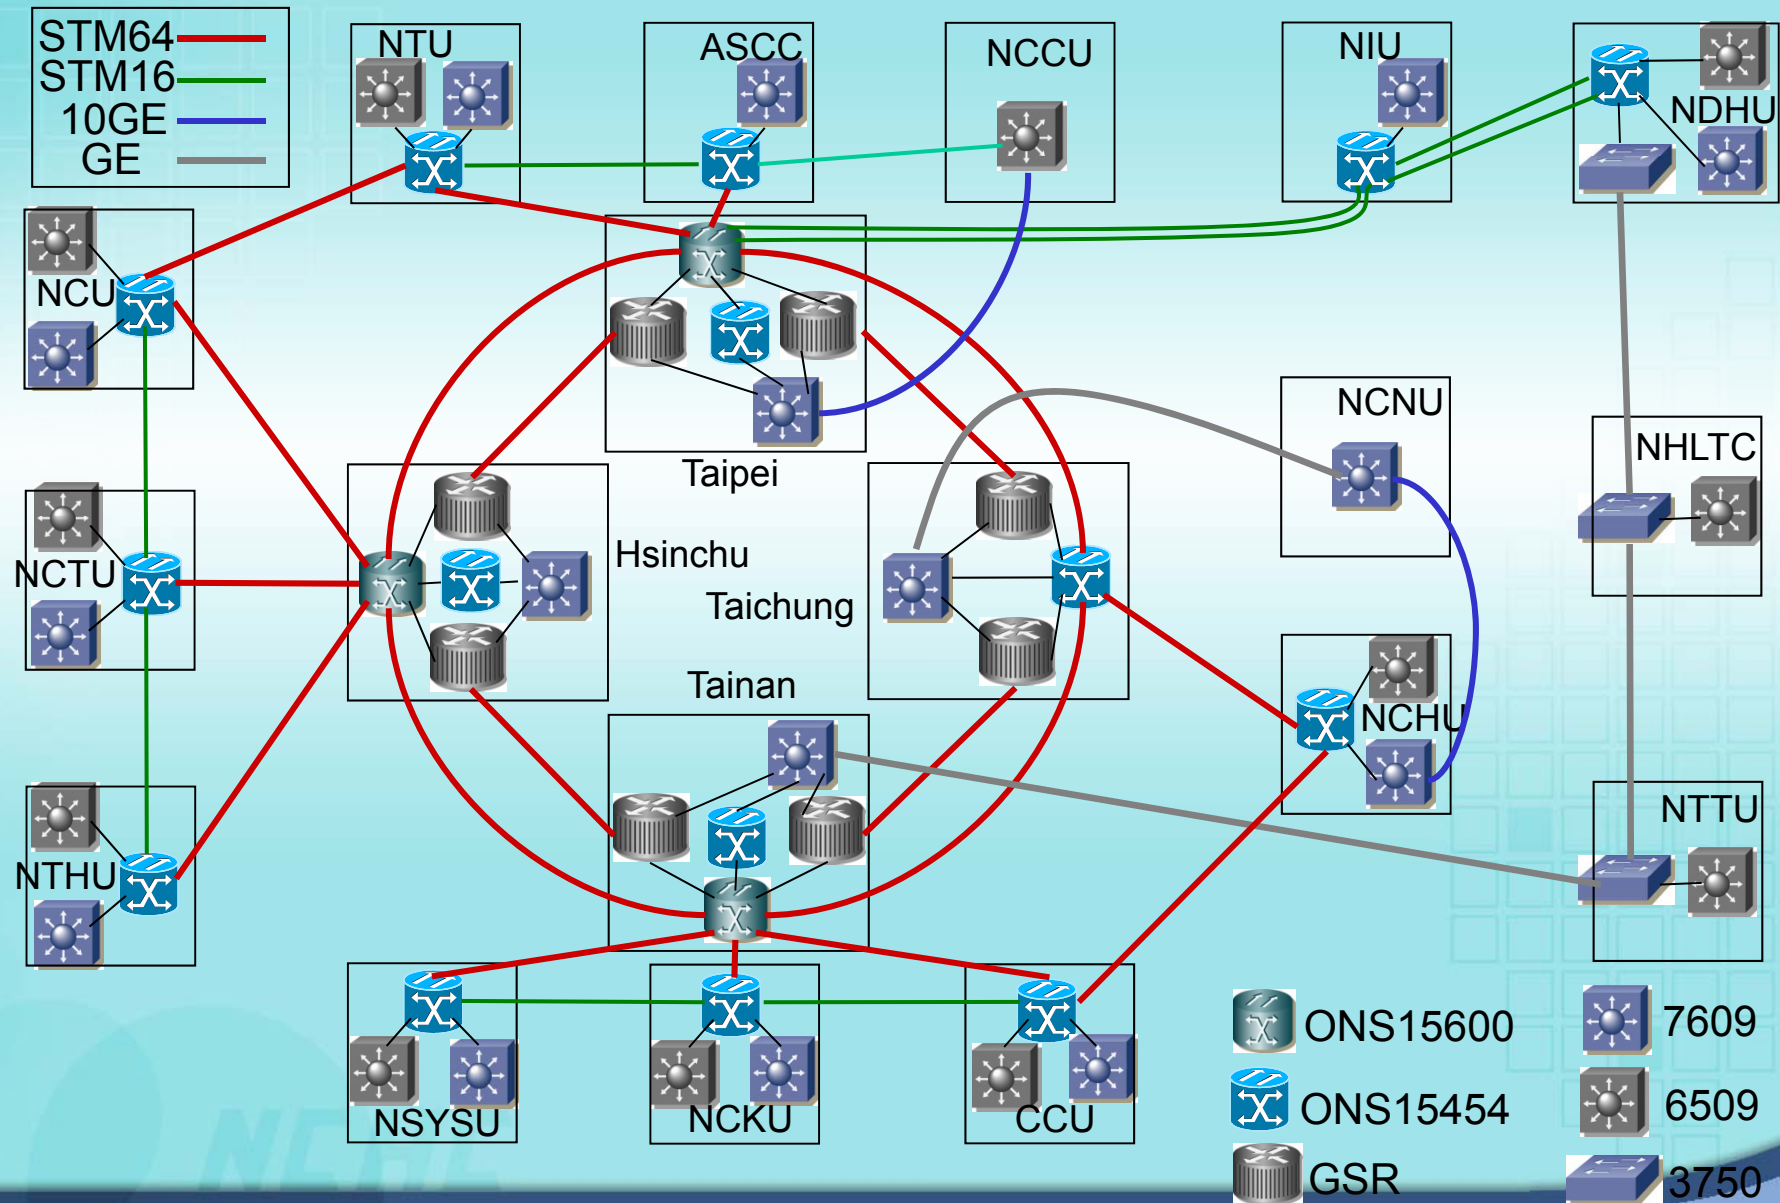 STM64
STM16
10GE
GE
NTU
ASCC
NCCU
NIU
NDHU
NCU
Taipei
NCNU
NHLTC
Hsinchu
NCTU
Taichung
Tainan
NCHU
NTTU
NTHU
NSYSU
NCKU
CCU
ONS15600
7609
ONS15454
6509
GSR
3750